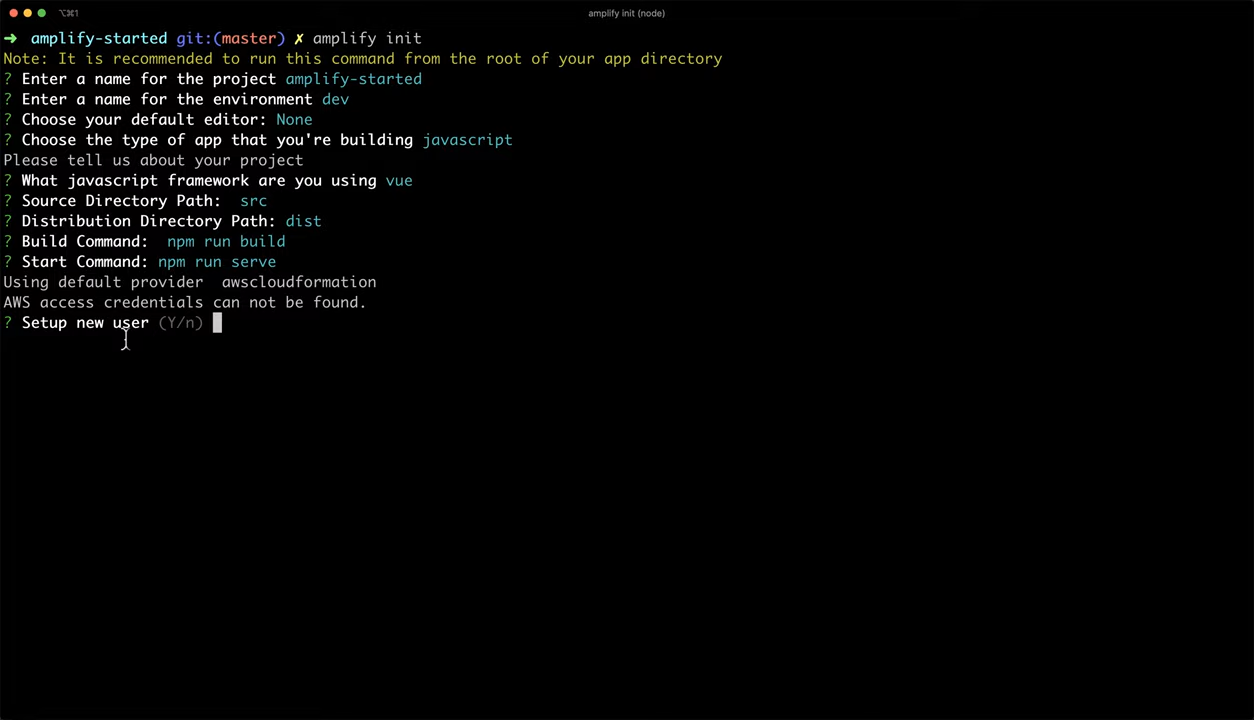 ⌥⌘1
amplify init (node)
➜ amplify-started git:(master) ✗ amplify init
Note: It is recommended to run this command from the root of your app directory
? Enter a name for the project amplify-started
? Enter a name for the environment dev
? Choose your default editor: None
? Choose the type of app that you're building javascript
Please tell us about your project
? What javascript framework are you using vue
? Source Directory Path:  src
? Distribution Directory Path: dist
? Build Command:  npm run build
? Start Command: npm run serve
Using default provider  awscloudformation
AWS access credentials can not be found.
? Setup new user (Y/n)